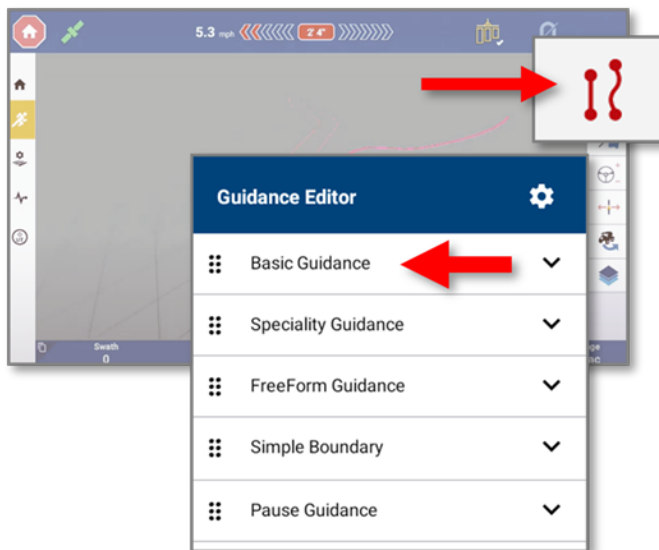 5.3 mph
2' 4"
Guidance Editor
Basic Guidance
Speciality Guidance
FreeForm Guidance
Simple Boundary
Pause Guidance
Swath
0